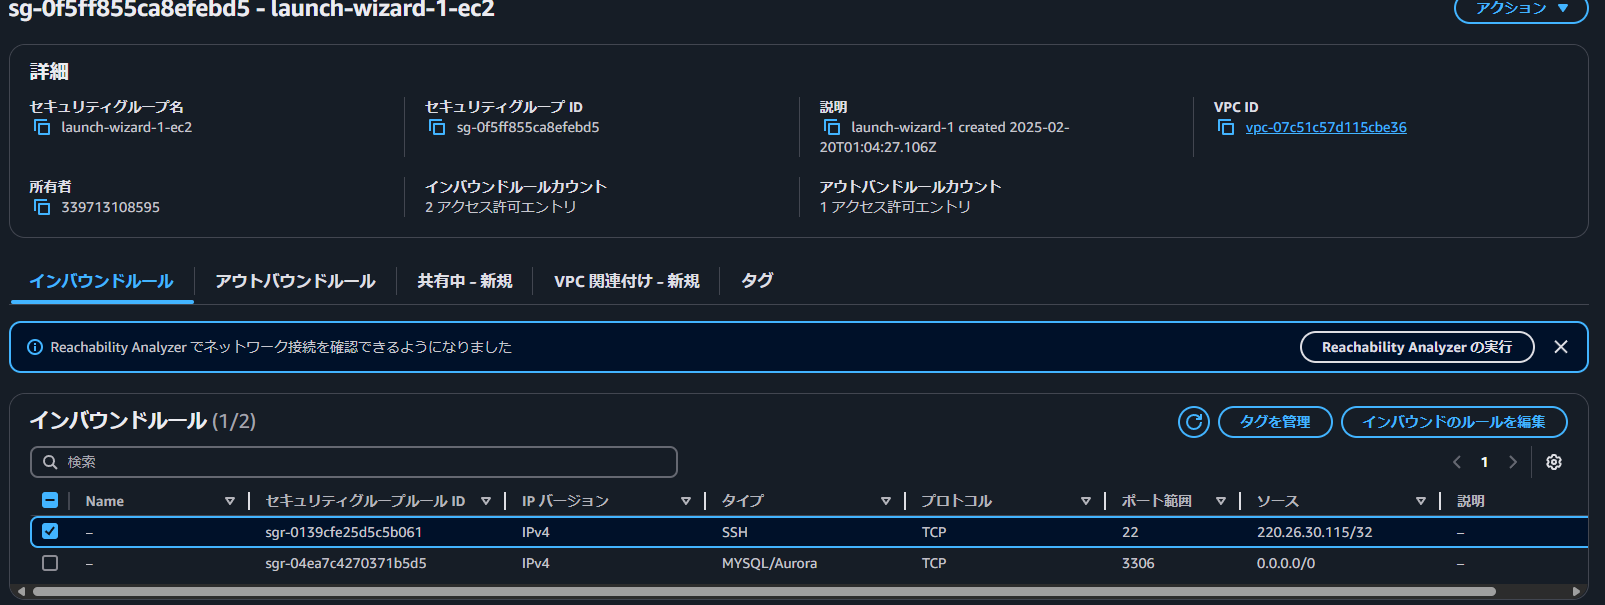 sg-0f5ff855ca8efebd5 - launch-wizard-1-ec2
アクション
詳細
セキュリティグループ名
launch-wizard-1-ec2
セキュリティグループ ID
sg-0f5ff855ca8efebd5
説明
launch-wizard-1 created 2025-02-
20T01:04:27.106Z
VPC ID
vpc-07c51c57d115cbe36
所有者
339713108595
インバウンドルールカウント
2 アクセス許可エントリ
アウトバンドルールカウント
1 アクセス許可エントリ
インバウンドルール アウトバウンドルール 共有中 – 新規 VPC 関連付け – 新規 タグ
Reachability Analyzer でネットワーク接続を確認できるようになりました
Reachability Analyzer の実行
インバウンドルール (1/2)
タグを管理
インバウンドのルールを編集
検索
1
Name セキュリティグループルール ID IP バージョン タイプ プロトコル ポート範囲 ソース 説明
– sgr-0139cfe25d5c5b061 IPv4 SSH TCP 22 220.26.30.115/32 –
– sgr-04ea7c4270371b5d5 IPv4 MYSQL/Aurora TCP 3306 0.0.0.0/0 –